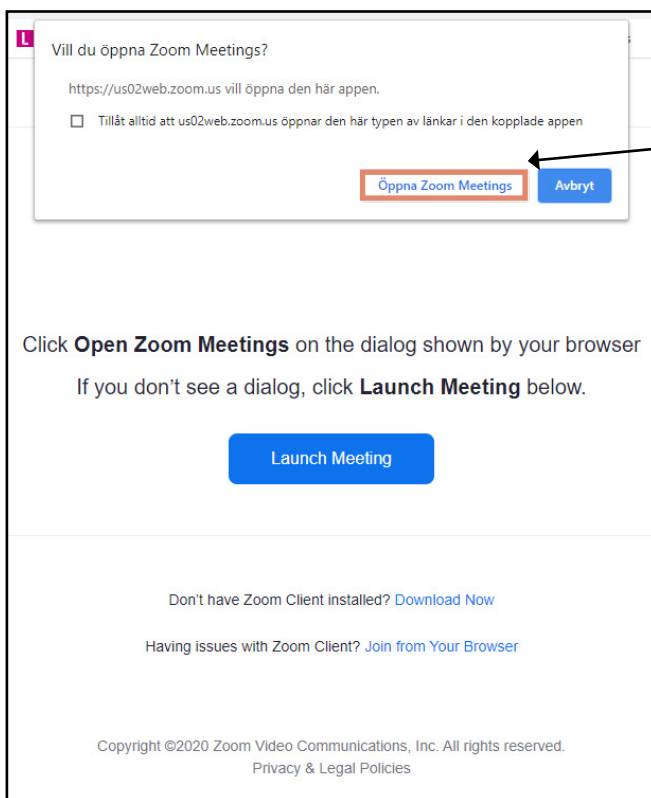 L
Vill du öppna Zoom Meetings?
https://us02web.zoom.us vill öppna den här appen.
Tillåt alltid att us02web.zoom.us öppnar den här typen av länkar i den kopplade appen
Öppna Zoom Meetings Avbryt
Click Open Zoom Meetings on the dialog shown by your browser
If you don’t see a dialog, click Launch Meeting below.
Launch Meeting
Don’t have Zoom Client installed? Download Now
Having issues with Zoom Client? Join from Your Browser
Copyright ©2020 Zoom Video Communications, Inc. All rights reserved.
Privacy & Legal Policies